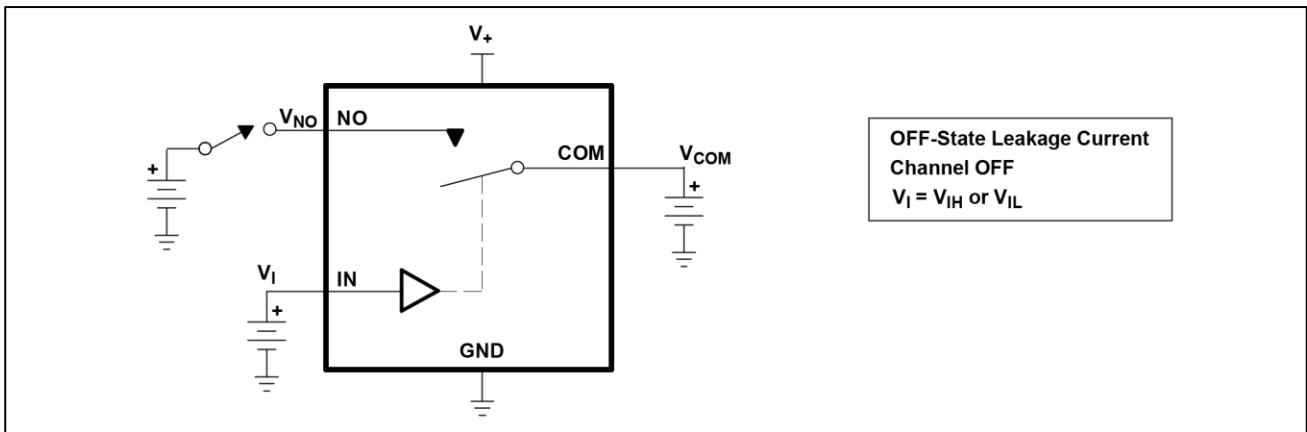 V+
VNO NO
COM VCOM
+
+
VI IN
+
GND
OFF-State Leakage Current
Channel OFF
VI = VIH or VIL